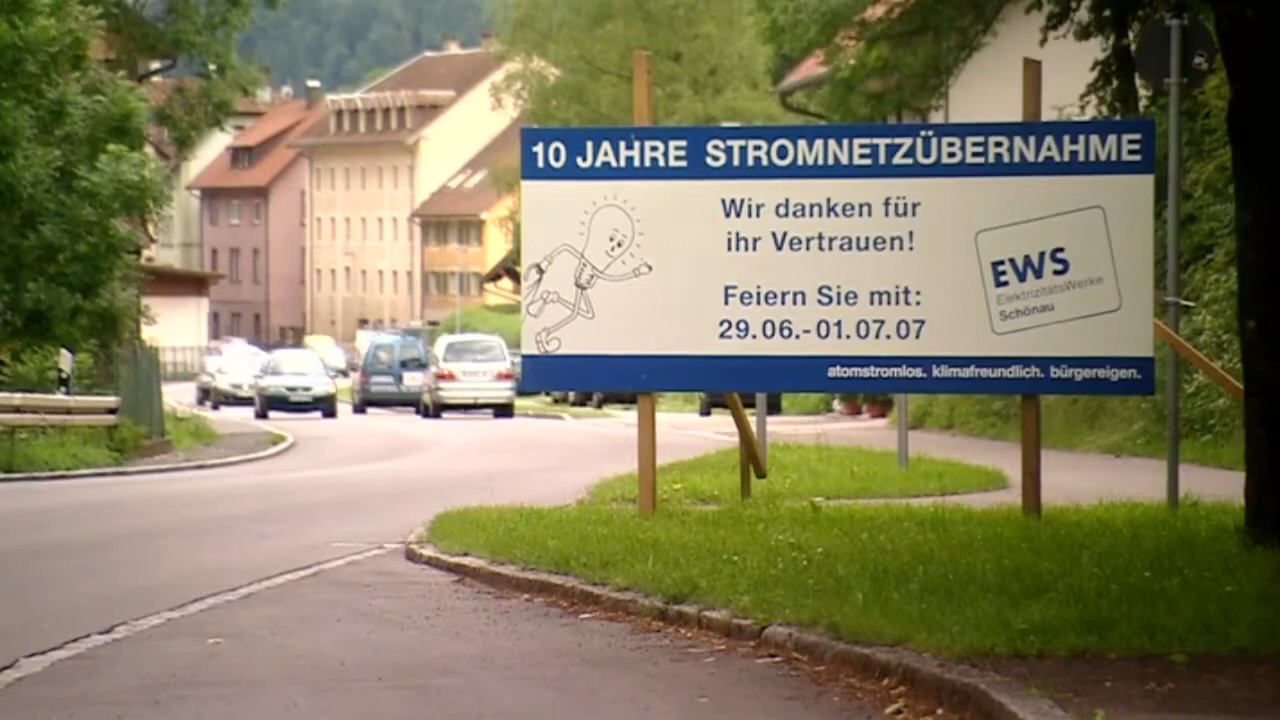 10 JAHRE STROMNETZÜBERNAHME
Wir danken für
ihr Vertrauen!
Feiern Sie mit:
29.06.-01.07.07
EWS
ElektrizitätsWerke
Schönau
atomstromlos. klimafreundlich. bürgereigen.